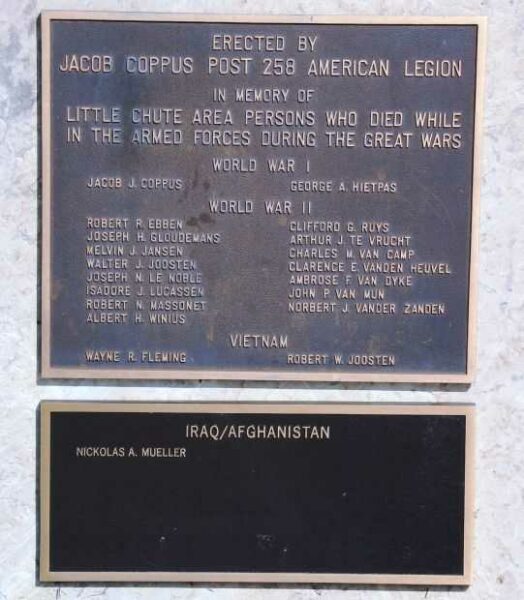 ERECTED BY
JACOB COPPUS POST 258 AMERICAN LEGION
IN MEMORY OF
LITTLE CHUTE AREA PERSONS WHO DIED WHILE
IN THE ARMED FORCES DURING THE GREAT WARS
WORLD WAR I
JACOB J. COPPUS GEORGE A. HIETPAS
WORLD WAR II
ROBERT R. EBBEN CLIFFORD G. RUYS
JOSEPH H. GLOUDEMANS ARTHUR J. TE VRUCHT
MELVIN J. JANSEN CHARLES M. VAN CAMP
WALTER J. JOOSTEN CLARENCE E. VANDEN HEUVEL
JOSEPH N. LE NOBLE AMBROSE F. VAN DYKE
ISADORE J. LUCASSEN JOHN P. VAN MUN
ROBERT N. MASSONET NORBERT J. VANDER ZANDEN
ALBERT H. WINIUS
VIETNAM
WAYNE R. FLEMING ROBERT W. JOOSTEN
IRAQ/AFGHANISTAN
NICKOLAS A. MUELLER